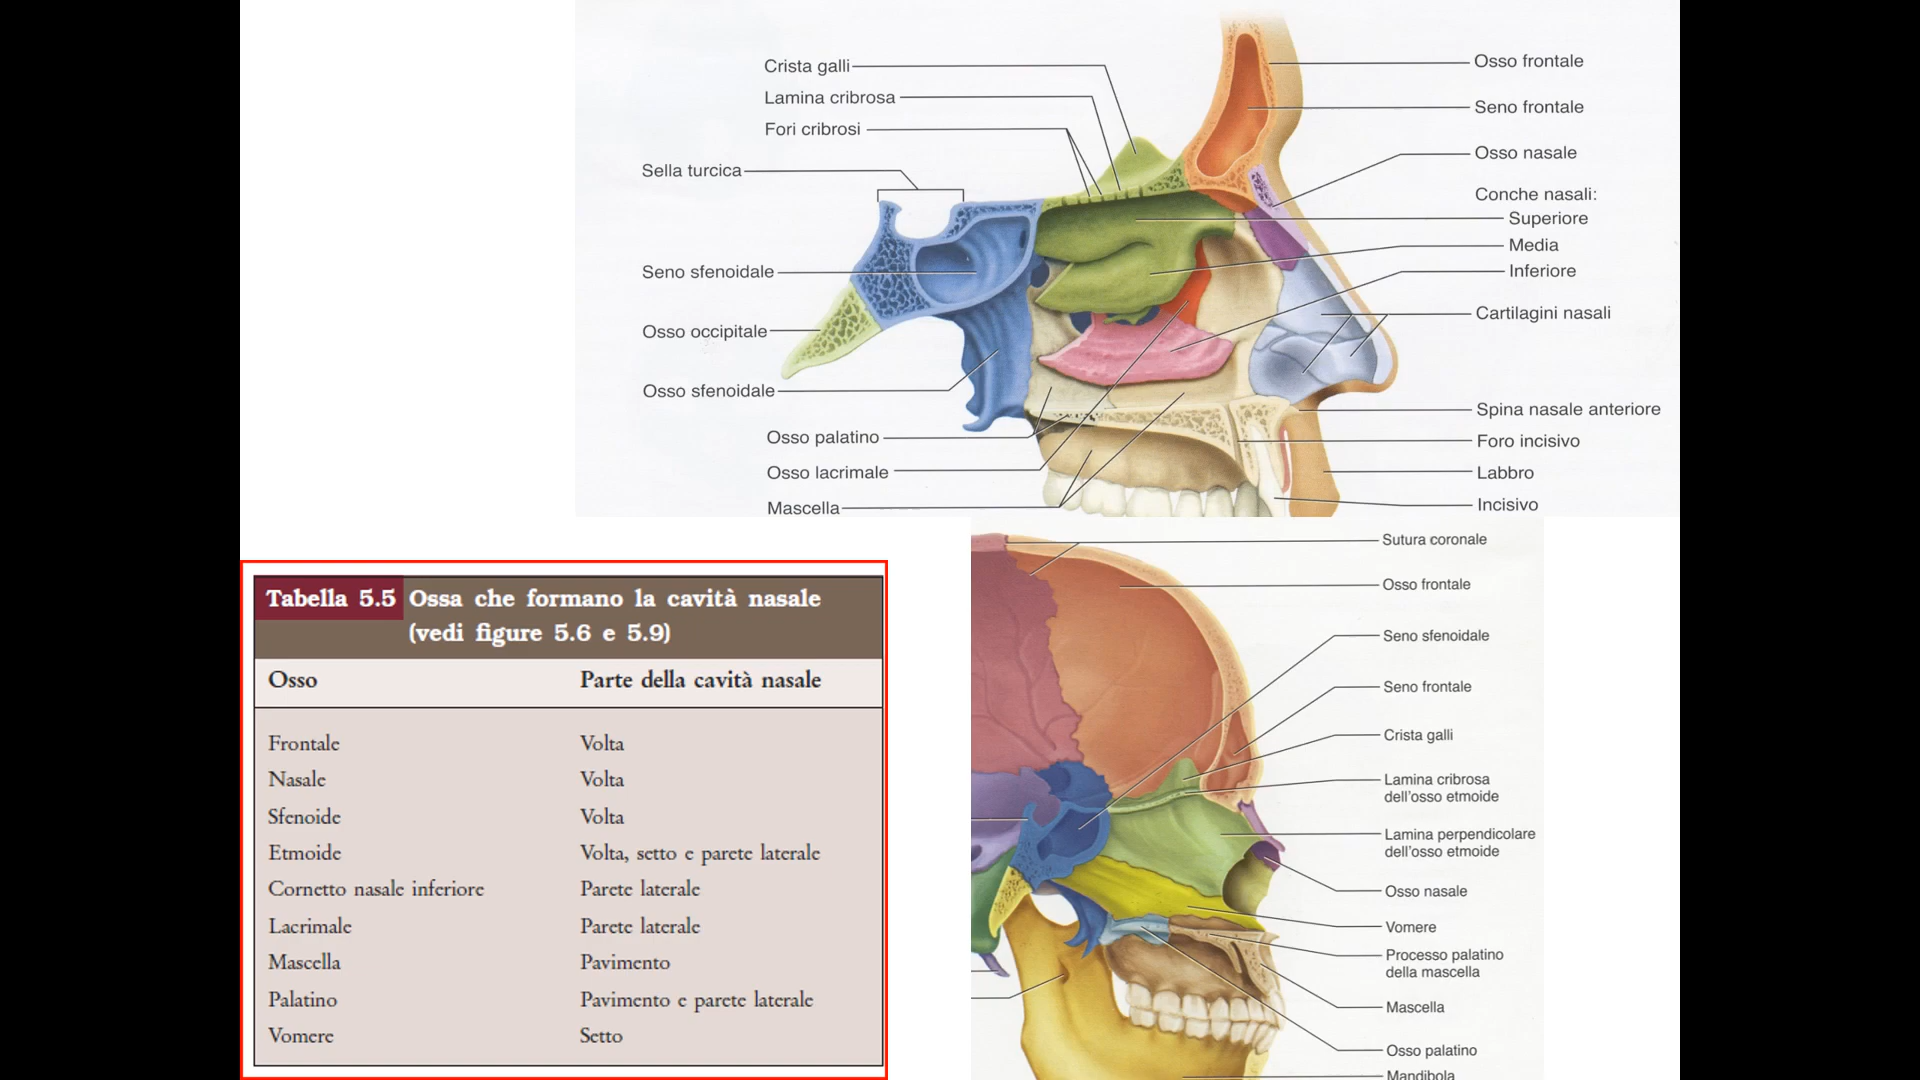 Crista galli
Lamina cribrosa
Fori cribrosi
Sella turcica
Seno sfenoidale
Osso occipitale
Osso sfenoidale
Osso palatino
Osso lacrimale
Mascella
Osso frontale
Seno frontale
Osso nasale
Conche nasali:
Superiore
Media
Inferiore
Cartilagini nasali
Spina nasale anteriore
Foro incisivo
Labbro
Incisivo
Tabella 5.5 Ossa che formano la cavità nasale
(vedi figure 5.6 e 5.9)
Osso Parte della cavità nasale
Frontale Volta
Nasale Volta
Sfenoide Volta
Etmoide Volta, setto e parete laterale
Cornetto nasale inferiore Parete laterale
Lacrimale Parete laterale
Mascella Pavimento
Palatino Pavimento e parete laterale
Vomere Setto
Sutura coronale
Osso frontale
Seno sfenoidale
Seno frontale
Crista galli
Lamina cribrosa
dell'osso etmoide
Lamina perpendicolare
dell'osso etmoide
Osso nasale
Vomere
Processo palatino
della mascella
Mascella
Osso palatino
Mandibola